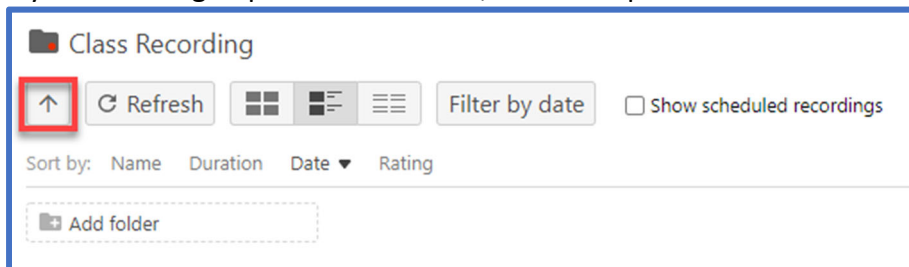 Class Recording
Refresh Filter by date Show scheduled recordings
Sort by: Name Duration Date Rating
Add folder